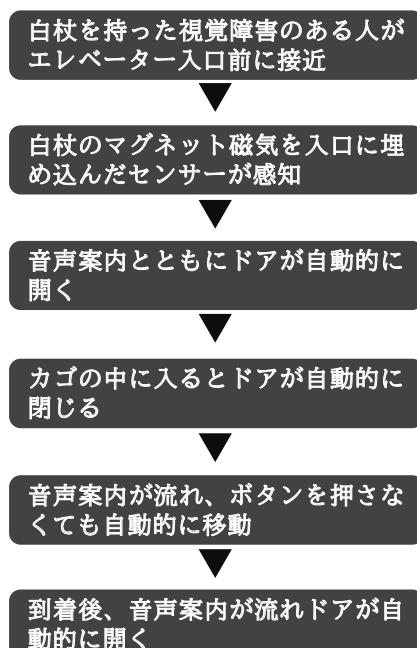 白杖を持った視覚障害のある人が
エレベーター入口前に接近
白杖のマグネット磁気を入口に埋
め込んだセンサーが感知
音声案内とともにドアが自動的に
開く
カゴの中に入るとドアが自動的に
閉じる
音声案内が流れ、ボタンを押さな
くても自動的に移動
到着後、音声案内が流れドアが自
動的に開く